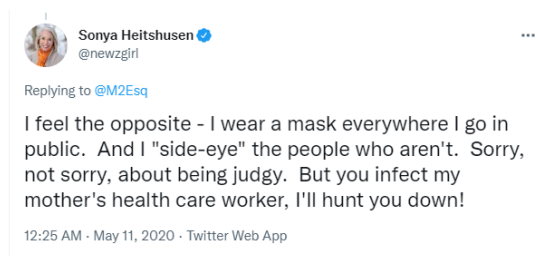 Sonya Heitshusen
@newzgirl
Replying to @M2Esq
I feel the opposite - I wear a mask everywhere I go in
public.  And I "side-eye" the people who aren't.  Sorry,
not sorry, about being judgy.  But you infect my
mother's health care worker, I'll hunt you down!
12:25 AM · May 11, 2020 · Twitter Web App